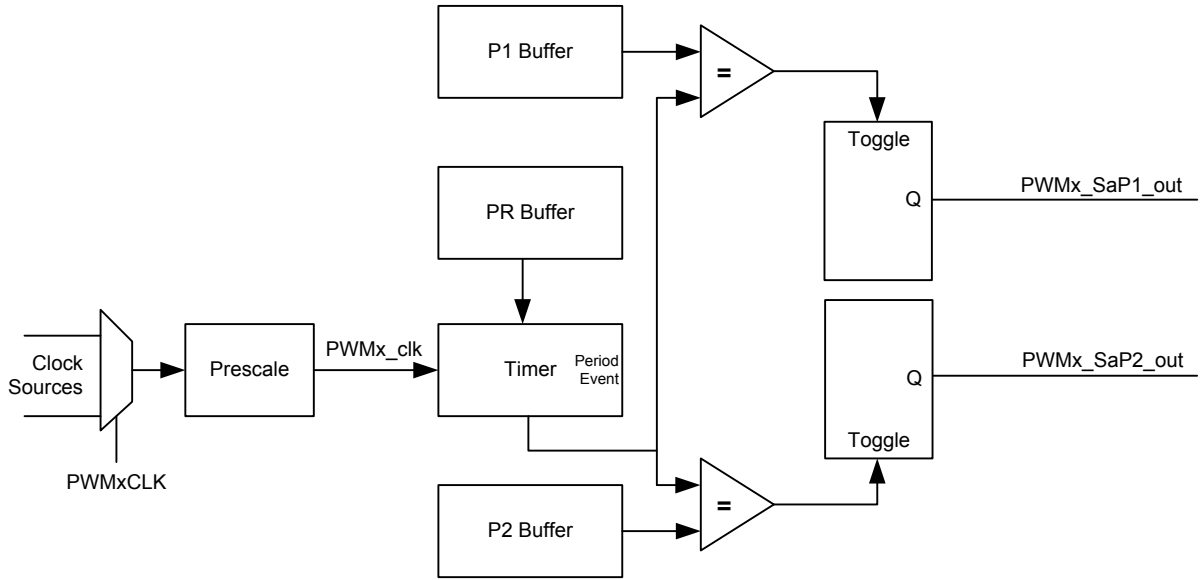 P1 Buffer
=
Toggle
Q
PWMx_SaP1_out
PR Buffer
Clock
Sources
PWMxCLK
Prescale
PWMx_clk
Timer
Period
Event
Q
Toggle
PWMx_SaP2_out
P2 Buffer
=